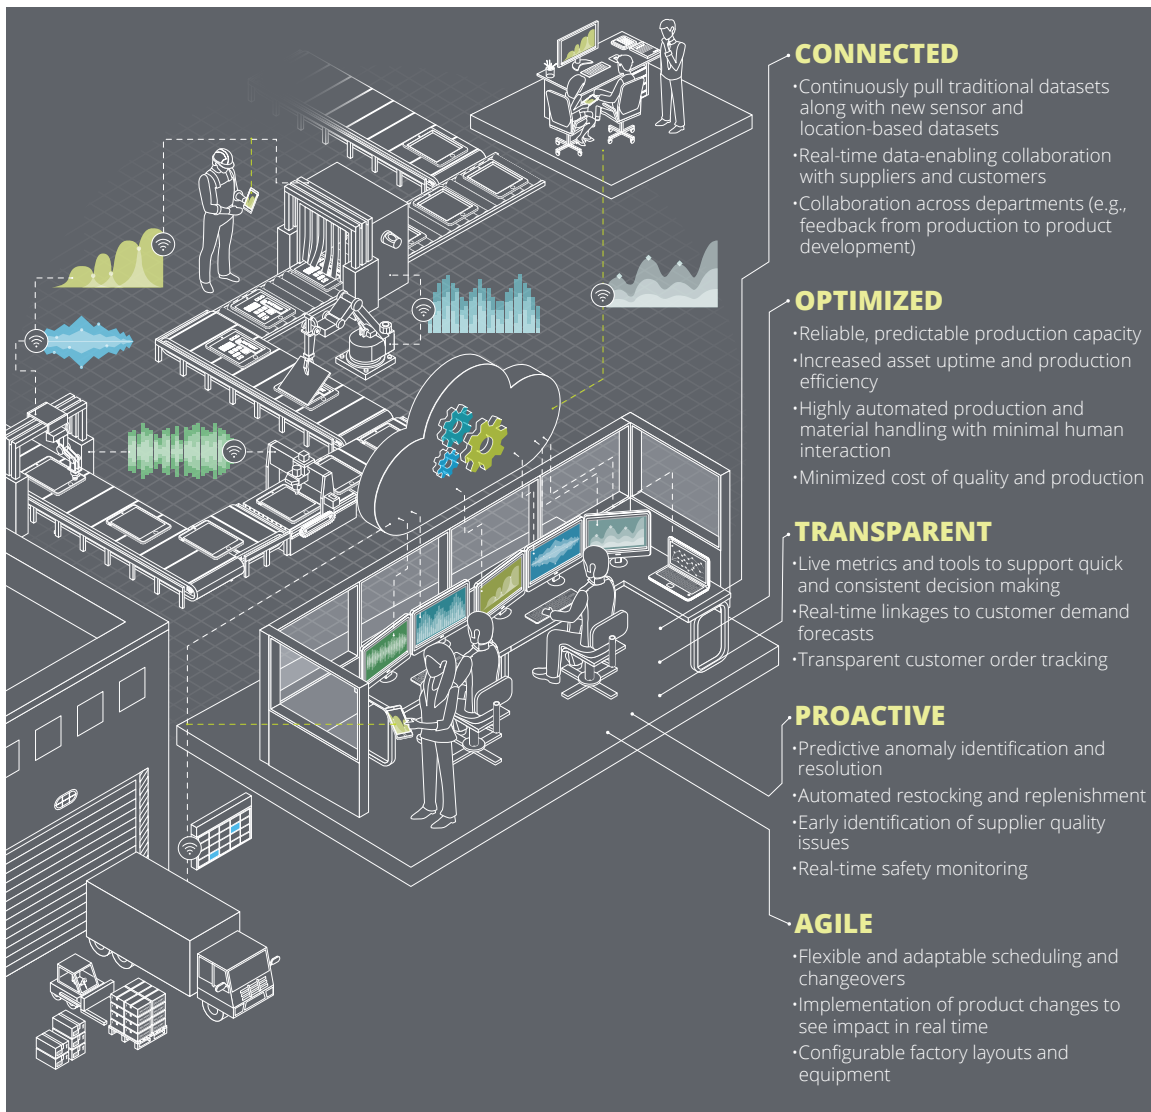 CONNECTED
·Continuously pull traditional datasets
along with new sensor and
location-based datasets
·Real-time data-enabling collaboration
with suppliers and customers
·Collaboration across departments (e.g.,
feedback from production to product
development)
OPTIMIZED
·Reliable, predictable production capacity
·Increased asset uptime and production
efficiency
·Highly automated production and
material handling with minimal human
interaction
·Minimized cost of quality and production
TRANSPARENT
·Live metrics and tools to support quick
and consistent decision making
·Real-time linkages to customer demand
forecasts
·Transparent customer order tracking
PROACTIVE
·Predictive anomaly identification and
resolution
·Automated restocking and replenishment
·Early identification of supplier quality
issues
·Real-time safety monitoring
AGILE
·Flexible and adaptable scheduling and
changeovers
·Implementation of product changes to
see impact in real time
·Configurable factory layouts and
equipment